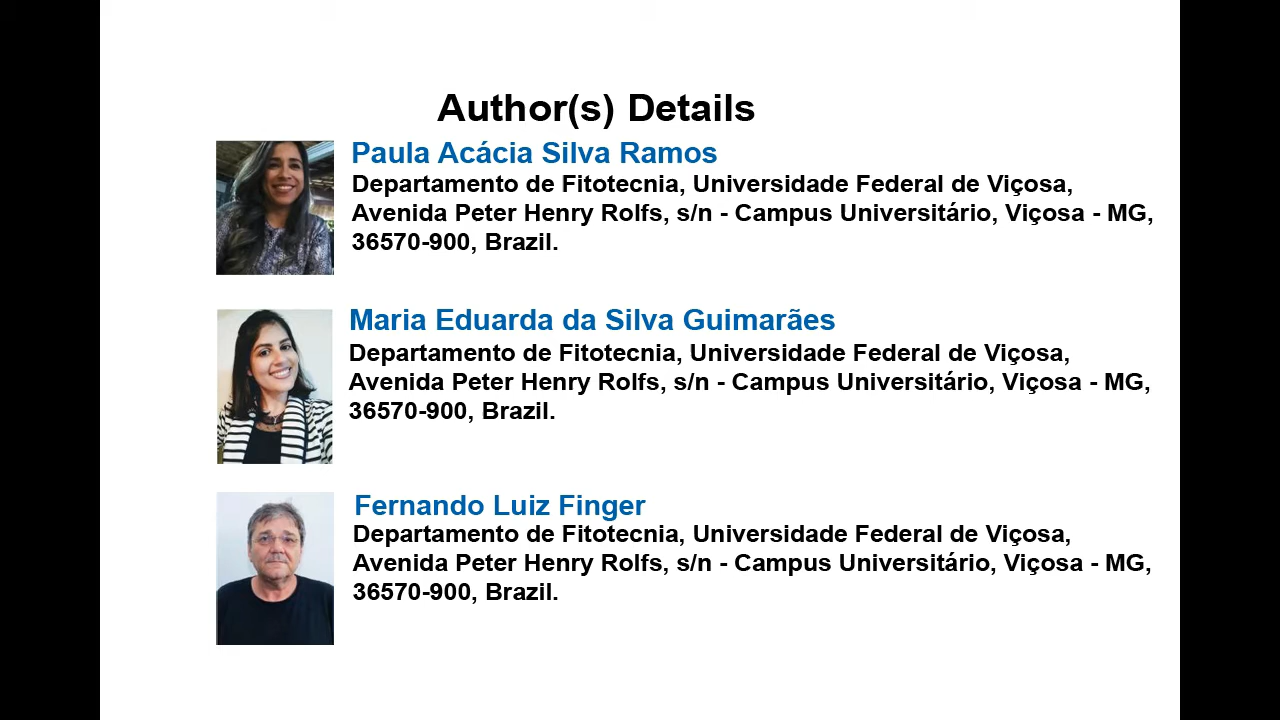 Author(s) Details
Paula Acácia Silva Ramos
Departamento de Fitotecnia, Universidade Federal de Viçosa,
Avenida Peter Henry Rolfs, s/n - Campus Universitário, Viçosa - MG,
36570-900, Brazil.
Maria Eduarda da Silva Guimarães
Departamento de Fitotecnia, Universidade Federal de Viçosa,
Avenida Peter Henry Rolfs, s/n - Campus Universitário, Viçosa - MG,
36570-900, Brazil.
Fernando Luiz Finger
Departamento de Fitotecnia, Universidade Federal de Viçosa,
Avenida Peter Henry Rolfs, s/n - Campus Universitário, Viçosa - MG,
36570-900, Brazil.